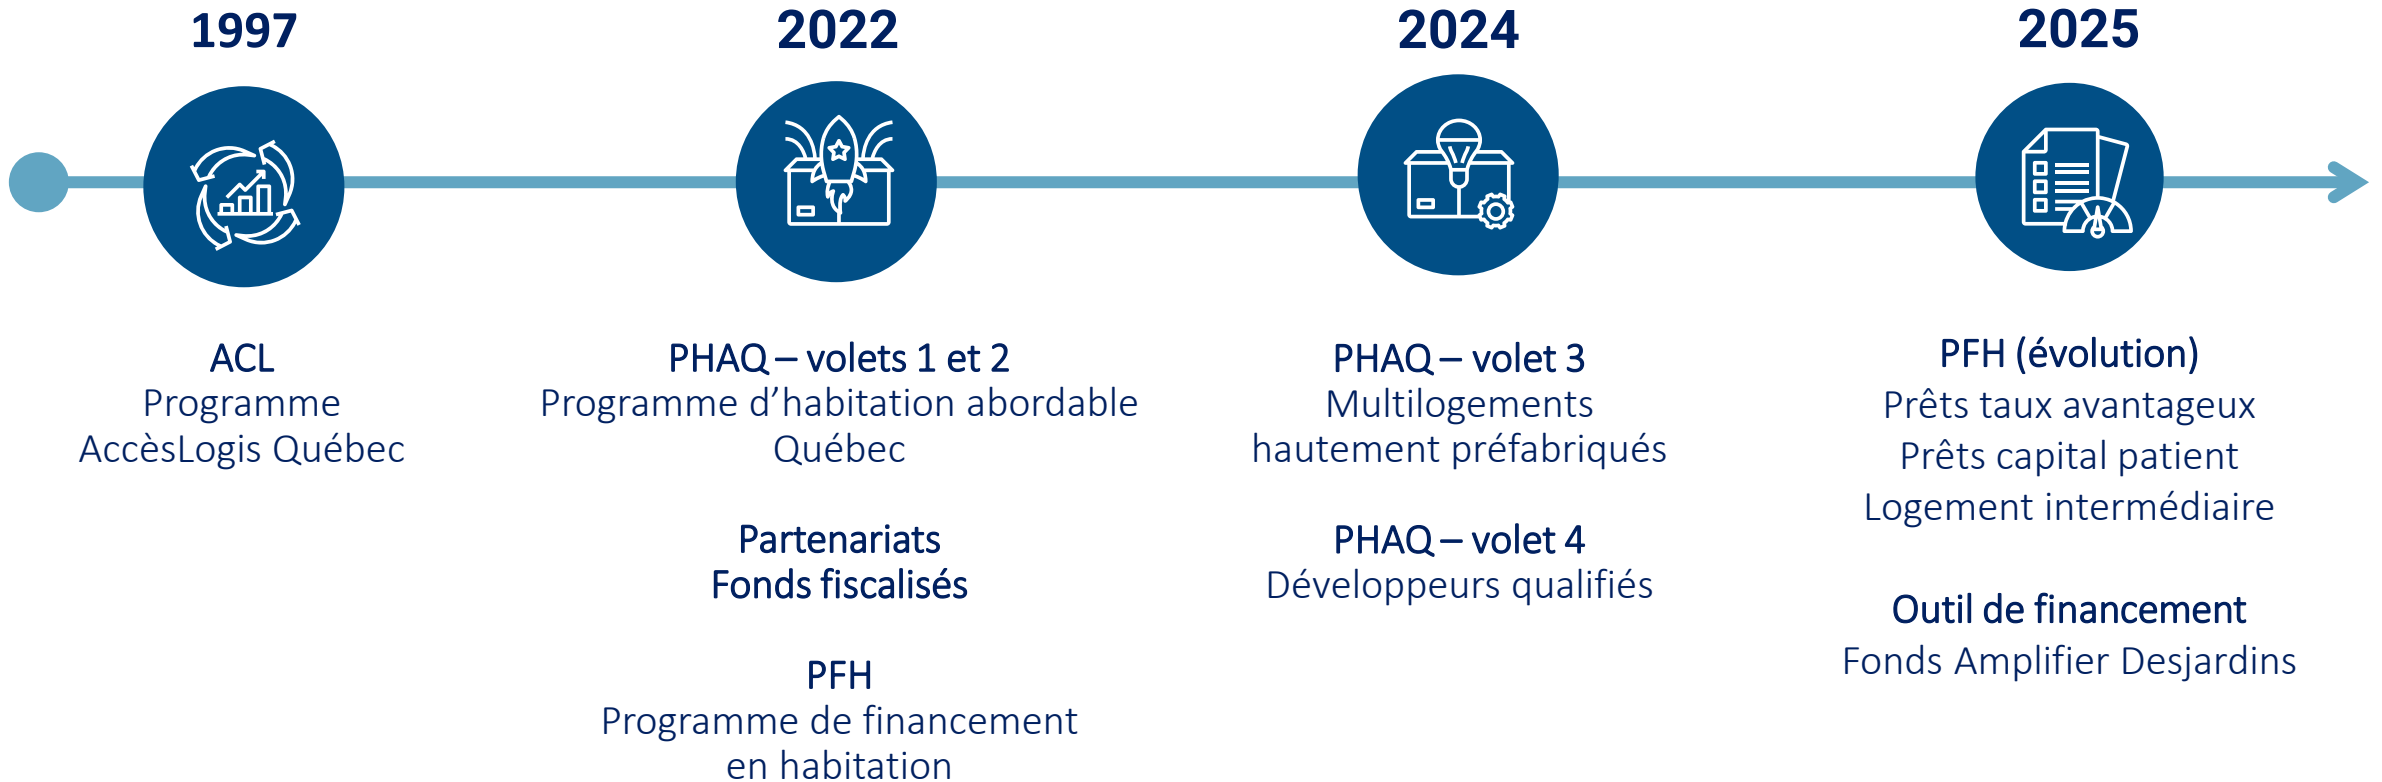 1997
ACL
Programme
AccèsLogis Québec
2022
PHAQ – volets 1 et 2
Programme d’habitation abordable
Québec
Partenariats
Fonds fiscalisés
PFH
Programme de financement
en habitation
2024
PHAQ – volet 3
Multilogements
hautement préfabriqués
PHAQ – volet 4
Développeurs qualifiés
2025
PFH (évolution)
Prêts taux avantageux
Prêts capital patient
Logement intermédiaire
Outil de financement
Fonds Amplifier Desjardins